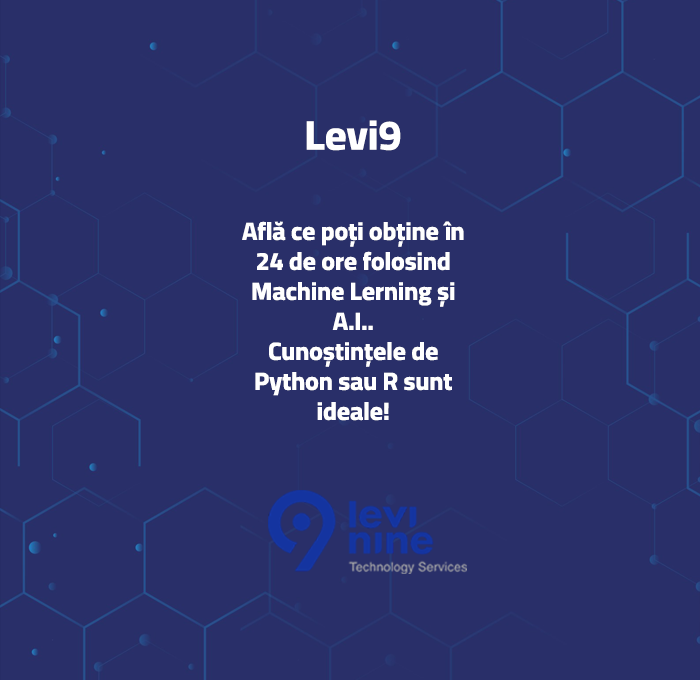 Levi9
Află ce poți obține în
24 de ore folosind
Machine Lerning și
A.I..
Cunoștințele de
Python sau R sunt
ideale!
levi
nine
Technology Services